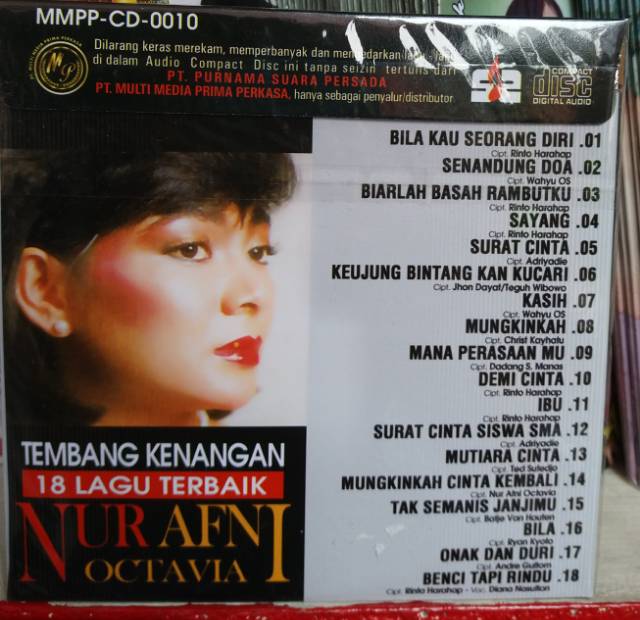 MMPP-CD-0010
Dilarang keras merekam, memperbanyak dan mengedarkan
di dalam Audio Compact Disc ini tanpa seizin tertulis dari
PT. PURNAMA SUARA PERSADA
PT. MULTI MEDIA PRIMA PERKASA, hanya sebagai penyalur/distributor
COMPACT
disc
DIGITAL AUDIO
BILA KAU SEORANG DIRI .01
Cipt. Rinto Harahap
SENANDUNG DOA .02
Cipt. Wahyu OS
BIARLAH BASAH RAMBUTKU .03
Cipt. Rinto Harahap
SAYANG .04
Cipt. Rinto Harahap
SURAT CINTA .05
Cipt. Adriyadie
KEUJUNG BINTANG KAN KUCARI .06
Cipt. Jhon Dayat/Teguh Wibowo
KASIH .07
Cipt. Wahyu OS
MUNGKINKAH .08
Cipt. Christ Kayhatu
MANA PERASAAN MU .09
Cipt. Dadang S. Manas
DEMI CINTA .10
Cipt. Rinto Harahap
IBU .11
Cipt. Rinto Harahap
SURAT CINTA SISWA SMA .12
Cipt. Adriyadie
MUTIARA CINTA .13
Cipt. Ted Sutedjo
MUNGKINKAH CINTA KEMBALI .14
Cipt. Nur Afni Octavia
TAK SEMANIS JANJIMU .15
Cipt. Batje Van Houten
BILA .16
Cipt. Ryan Kyoto
ONAK DAN DURI .17
Cipt. Andre Gultom
BENCI TAPI RINDU .18
Cipt. Rinto Harahap - Voc. Diana Nasution
TEMBANG KENANGAN
18 LAGU TERBAIK
NUR AFNI
OCTAVIA